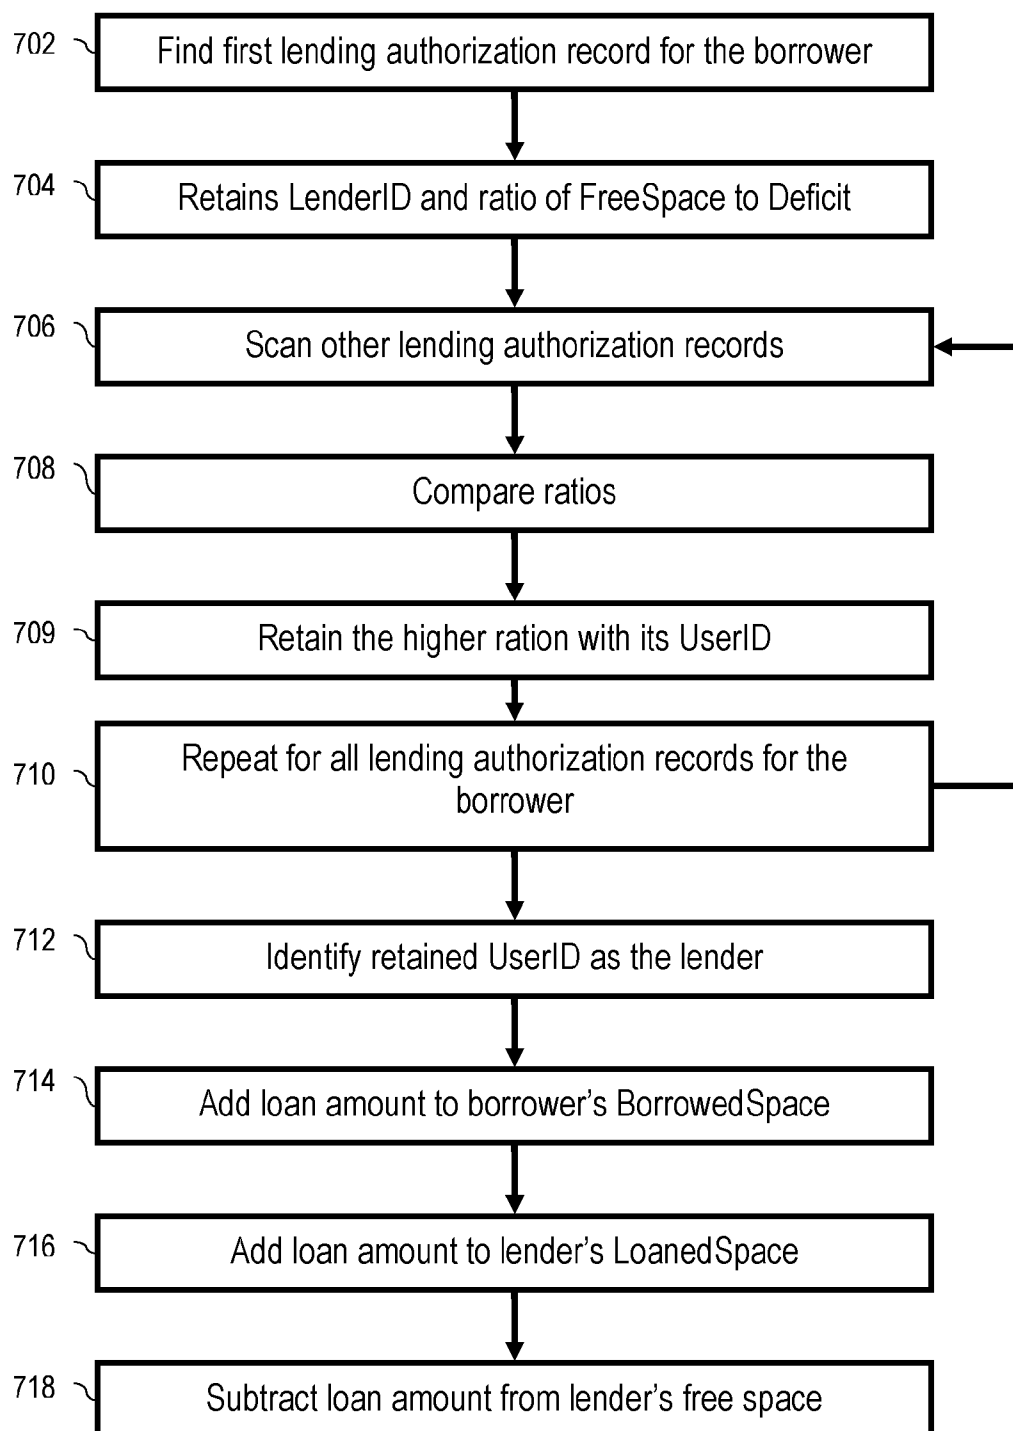 702 Find first lending authorization record for the borrower
704 Retains LenderID and ratio of FreeSpace to Deficit
706 Scan other lending authorization records
708 Compare ratios
709 Retain the higher ration with its UserID
710 Repeat for all lending authorization records for the
borrower
712 Identify retained UserID as the lender
714 Add loan amount to borrower’s BorrowedSpace
716 Add loan amount to lender’s LoanedSpace
718 Subtract loan amount from lender’s free space